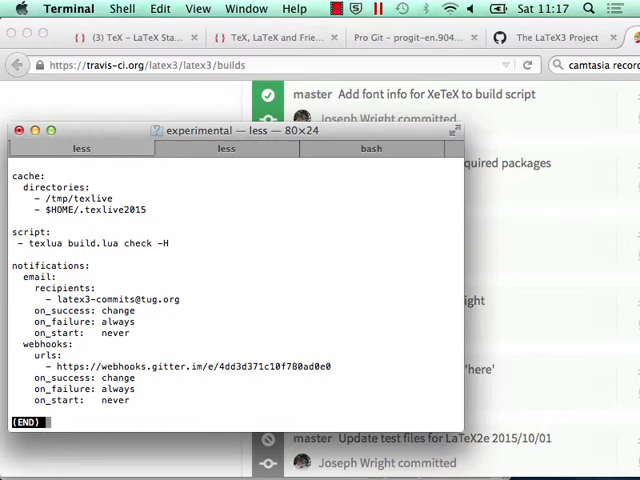 Terminal Shell Edit View Window Help Sat 11:17
(3) TeX - LaTeX Sta... TeX, LaTeX and Frie... Pro Git - progit-en.904... The LaTeX3 Project
https://travis-ci.org/latex3/latex3/builds camtasia record
master Add font info for XeTeX to build script
Joseph Wright committed
experimental — less — 80×24
less less bash
quired packages
cache:
directories:
- /tmp/texlive
- $HOME/.texlive2015
script:
- texlua build.lua check -H
notifications:
email:
recipients:
- latex3-commits@tug.org
ight
on_success: change
on_failure: always
on_start: never
webhooks:
urls:
- https://webhooks.gitter.im/e/4dd3d371c10f780ad0e0
'here'
on_success: change
on_failure: always
on_start: never
(END)
master Update test files for LaTeX2e 2015/10/01
Joseph Wright committed